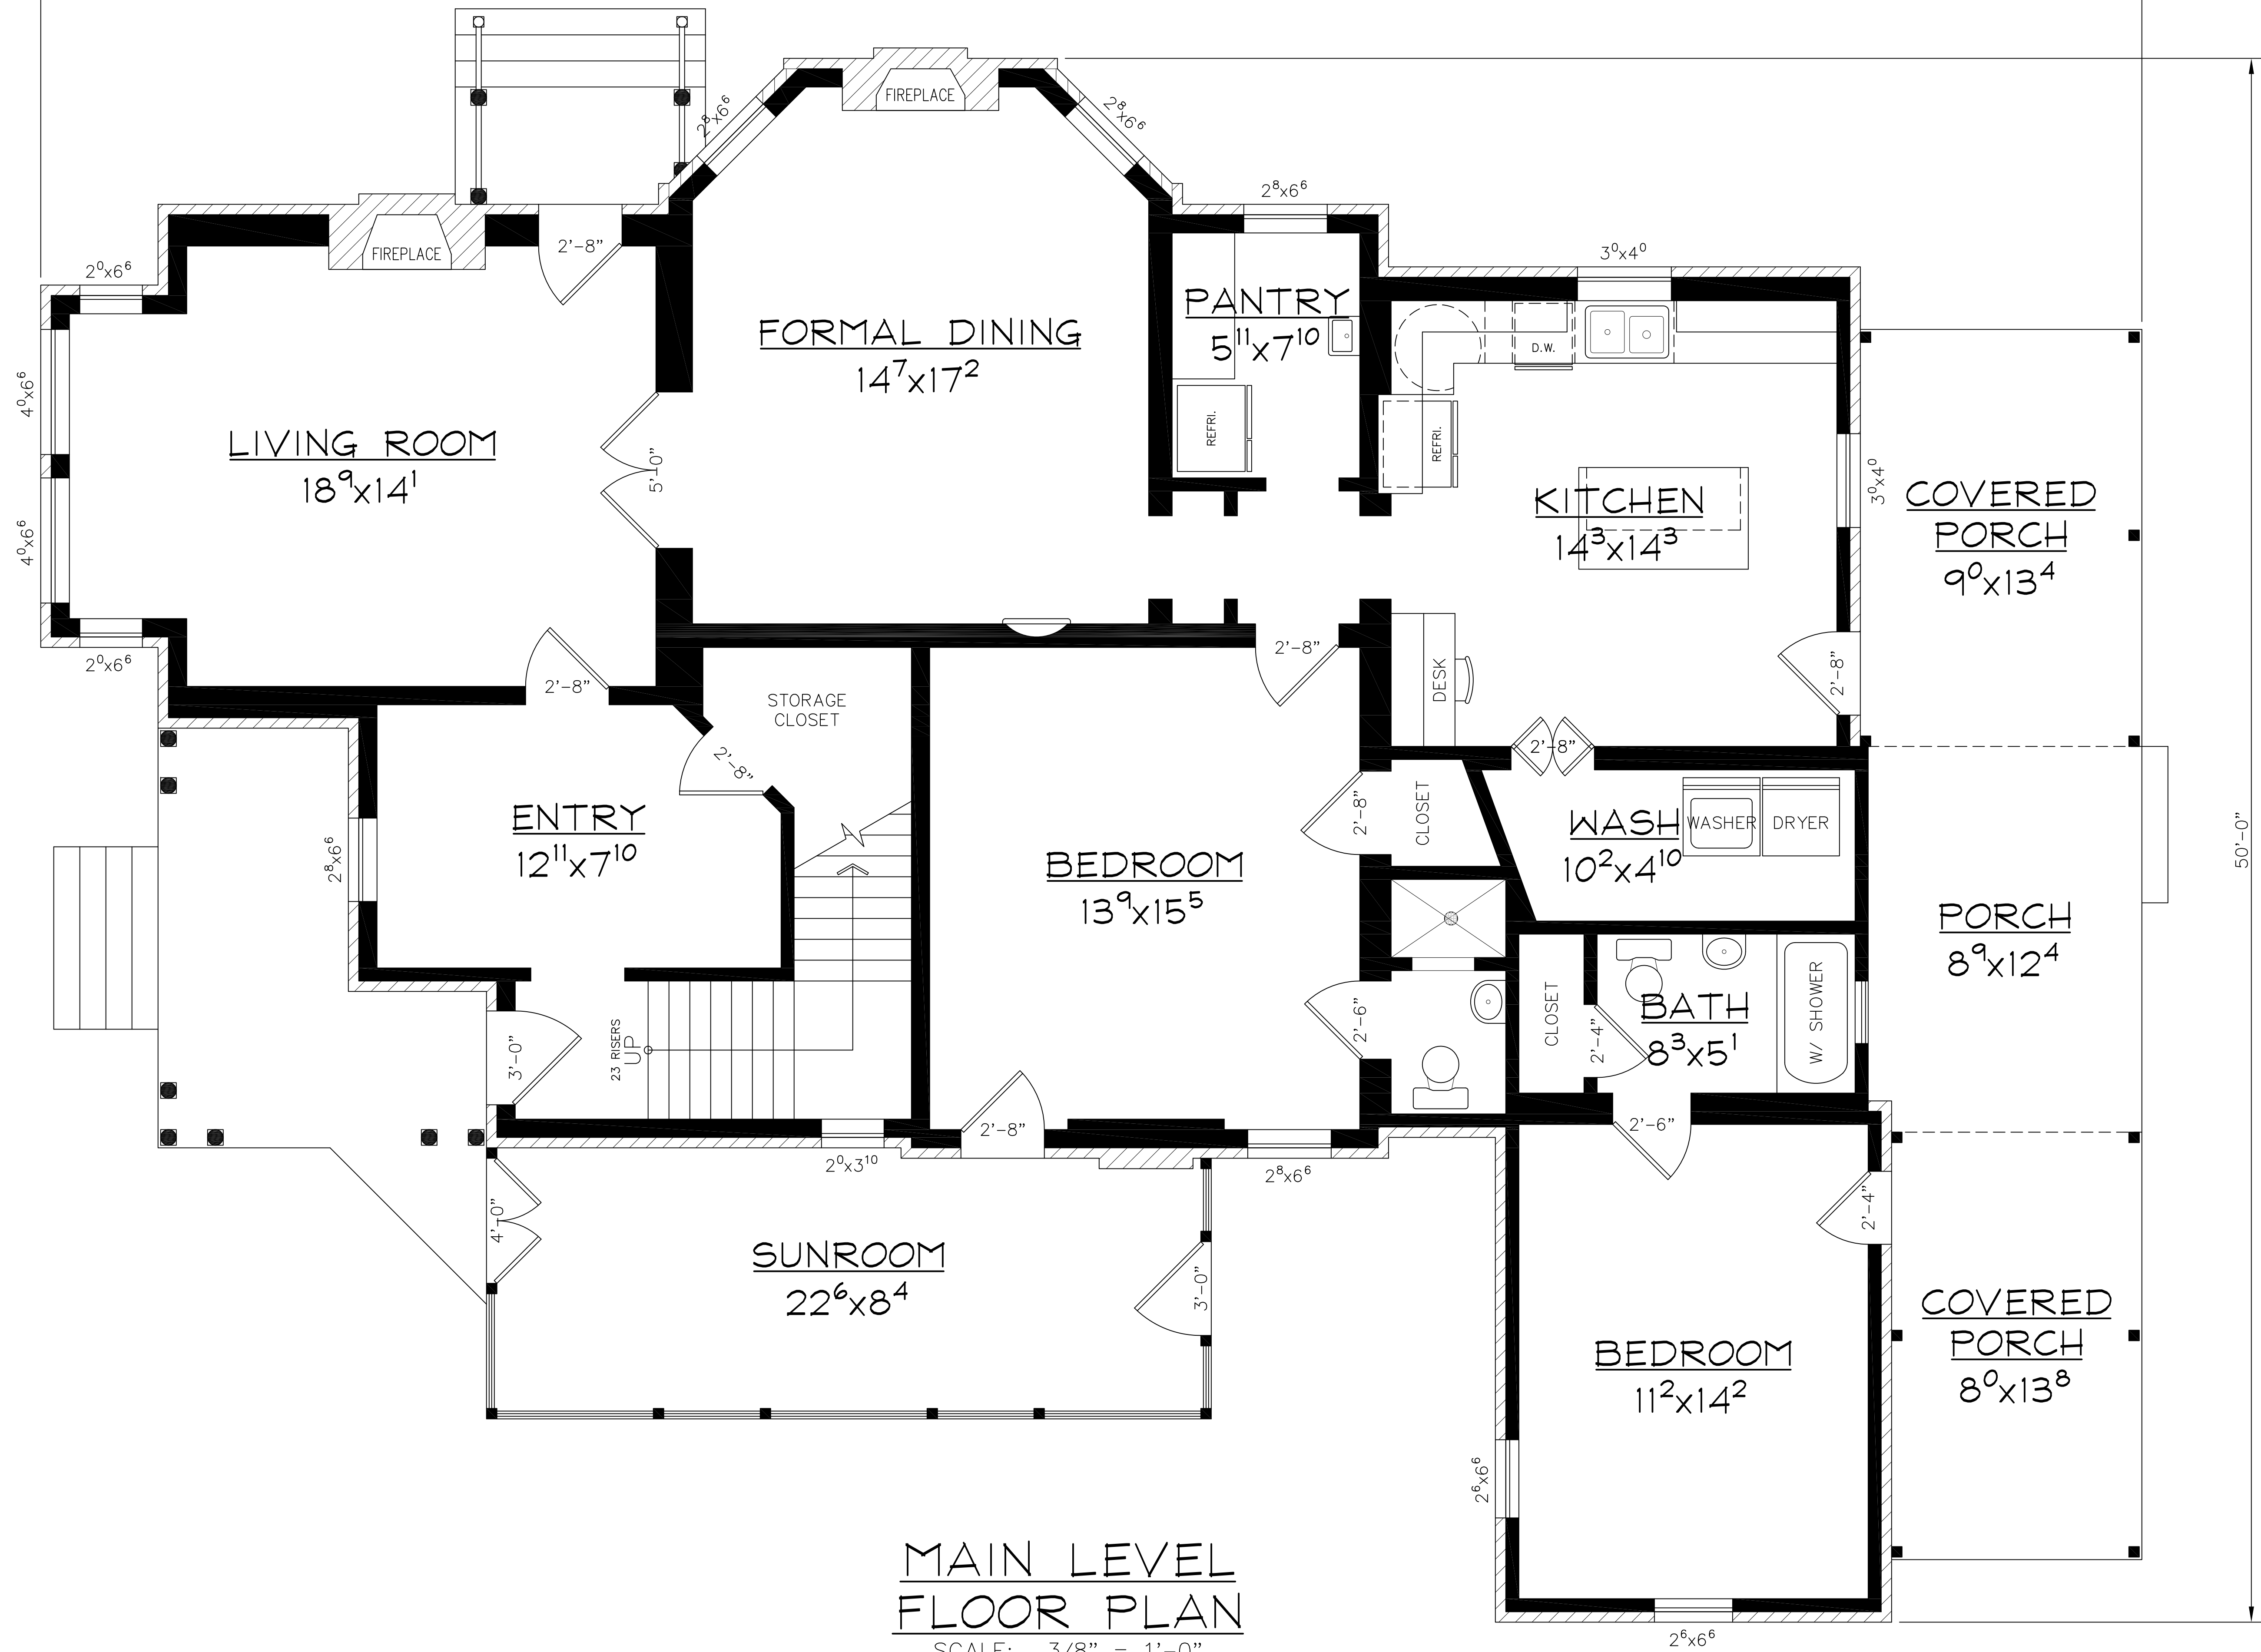 FIREPLACE
2⁸x6⁶
2⁸x6⁶
2⁸x6⁶
FIREPLACE
2'-8"
3⁰x4⁰
2⁰x6⁶
PANTRY
5¹¹x7¹⁰
FORMAL DINING
14⁷x17²
D.W.
4⁰x6⁶
REFRI.
REFRI.
LIVING ROOM
18⁹x14¹
5'-0"
KITCHEN
14³x14³
3⁰x4⁰
COVERED
PORCH
9⁰x13⁴
4⁰x6⁶
2⁰x6⁶
2'-8"
2'-8"
DESK
2'-8"
STORAGE
CLOSET
2'-8"
2'-8"
ENTRY
12¹¹x7¹⁰
2⁸x6⁶
2'-8"
CLOSET
WASH
10²x4¹⁰
WASHER
DRYER
50'-0"
BEDROOM
13⁹x15⁵
PORCH
8⁹x12⁴
3'-0"
23 RISERS
UP
2'-6"
CLOSET
2'-4"
BATH
8³x5¹
W/ SHOWER
2'-8"
2'-6"
2⁰x3¹⁰
2⁸x6⁶
4'-0"
2'-4"
SUNROOM
22⁶x8⁴
3'-0"
COVERED
PORCH
8⁰x13⁸
BEDROOM
11²x14²
2⁶x6⁶
MAIN LEVEL
FLOOR PLAN
SCALE: 3/8" = 1'-0"
2⁶x6⁶